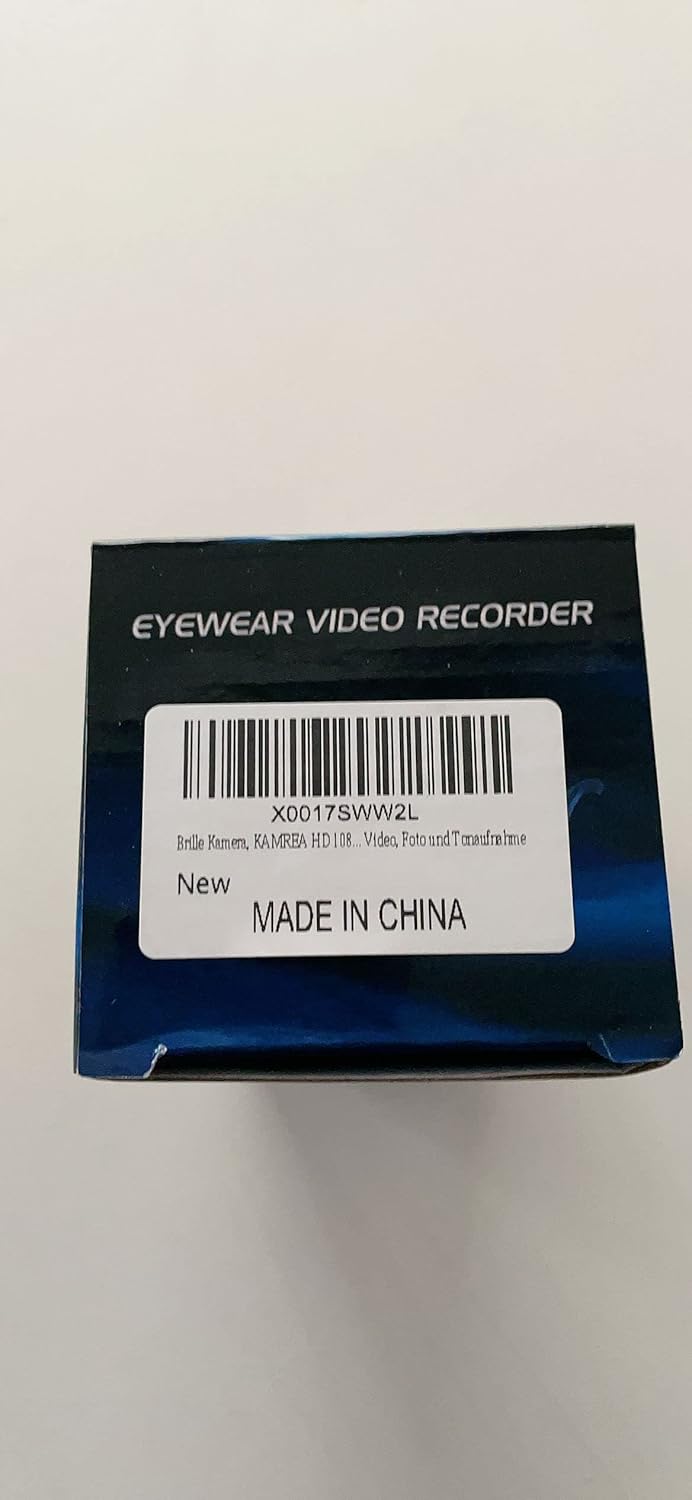 EYEWEAR VIDEO RECORDER
X0017SWW2L
Brille Kamera, KAMREA HD 108... Video, Foto und Tonaufnahme
New
MADE IN CHINA